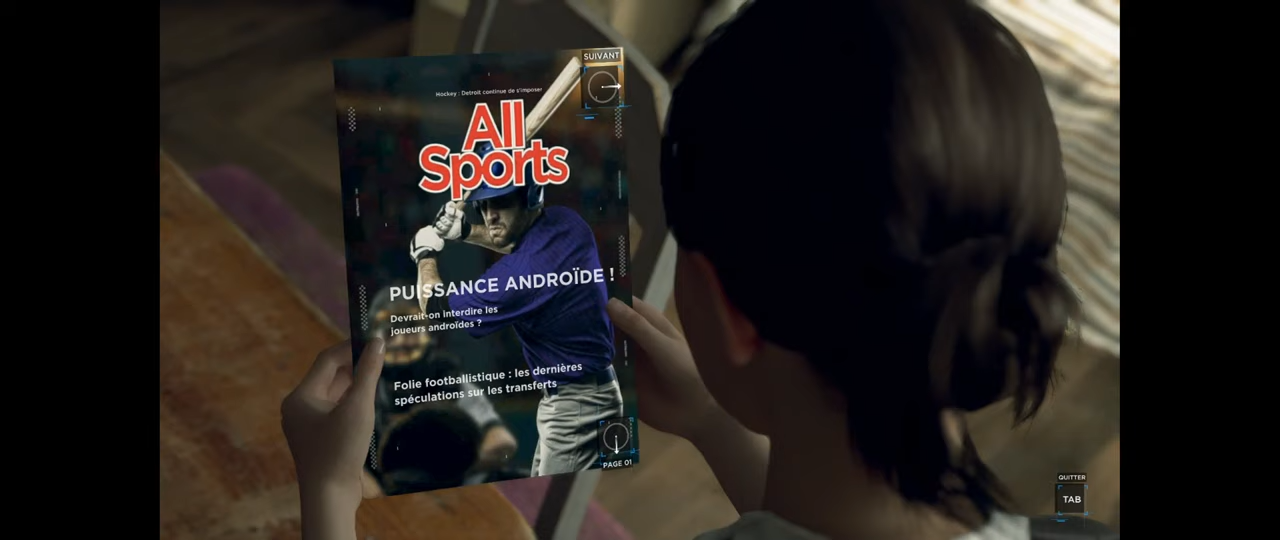 SUIVANT
Hockey : Detroit continue de s'imposer
All
Sports
PUISSANCE ANDROÏDE !
Devrait-on interdire les
joueurs androïdes ?
Folie footballistique : les dernières
spéculations sur les transferts
PAGE 01
QUITTER
TAB